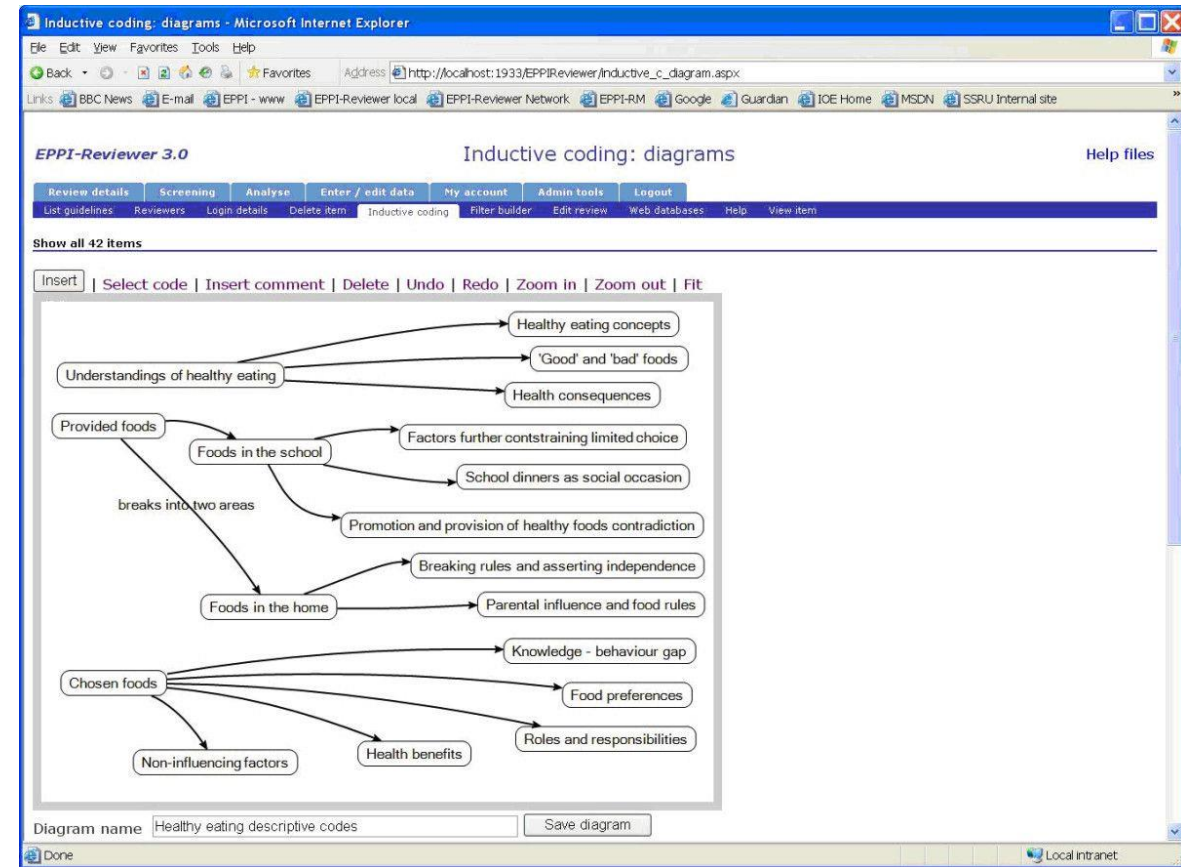 Inductive coding: diagrams - Microsoft Internet Explorer
File Edit View Favorites Tools Help
Back Favorites Address http://localhost:1933/EPPIReviewer/inductive_c_diagram.aspx
Links BBC News E-mail EPPI - www EPPI-Reviewer local EPPI-Reviewer Network EPPI-RM Google Guardian IOE Home MSDN SSRU Internal site »
EPPI-Reviewer 3.0 Inductive coding: diagrams Help files
Review details Screening Analyse Enter / edit data My account Admin tools Logout
List guidelines Reviewers Login details Delete item Inductive coding Filter builder Edit review Web databases Help View item
Show all 42 items
Insert | Select code | Insert comment | Delete | Undo | Redo | Zoom in | Zoom out | Fit
Healthy eating concepts
'Good' and 'bad' foods
Understandings of healthy eating
Health consequences
Provided foods
Factors further contstraining limited choice
Foods in the school
School dinners as social occasion
breaks into two areas
Promotion and provision of healthy foods contradiction
Breaking rules and asserting independence
Foods in the home
Parental influence and food rules
Knowledge - behaviour gap
Chosen foods
Food preferences
Roles and responsibilities
Health benefits
Non-influencing factors
Diagram name Healthy eating descriptive codes Save diagram
Done Local intranet